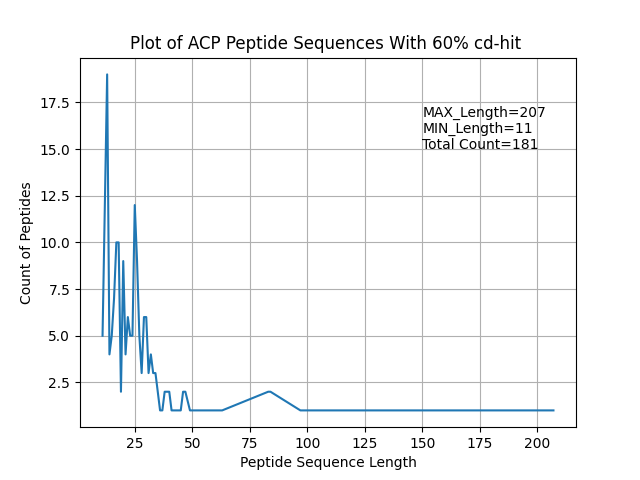 Plot of ACP Peptide Sequences With 60% cd-hit
MAX_Length=207
MIN_Length=11
Total Count=181
17.5
15.0
12.5
10.0
7.5
5.0
2.5
Count of Peptides
25
50
75
100
125
150
175
200
Peptide Sequence Length